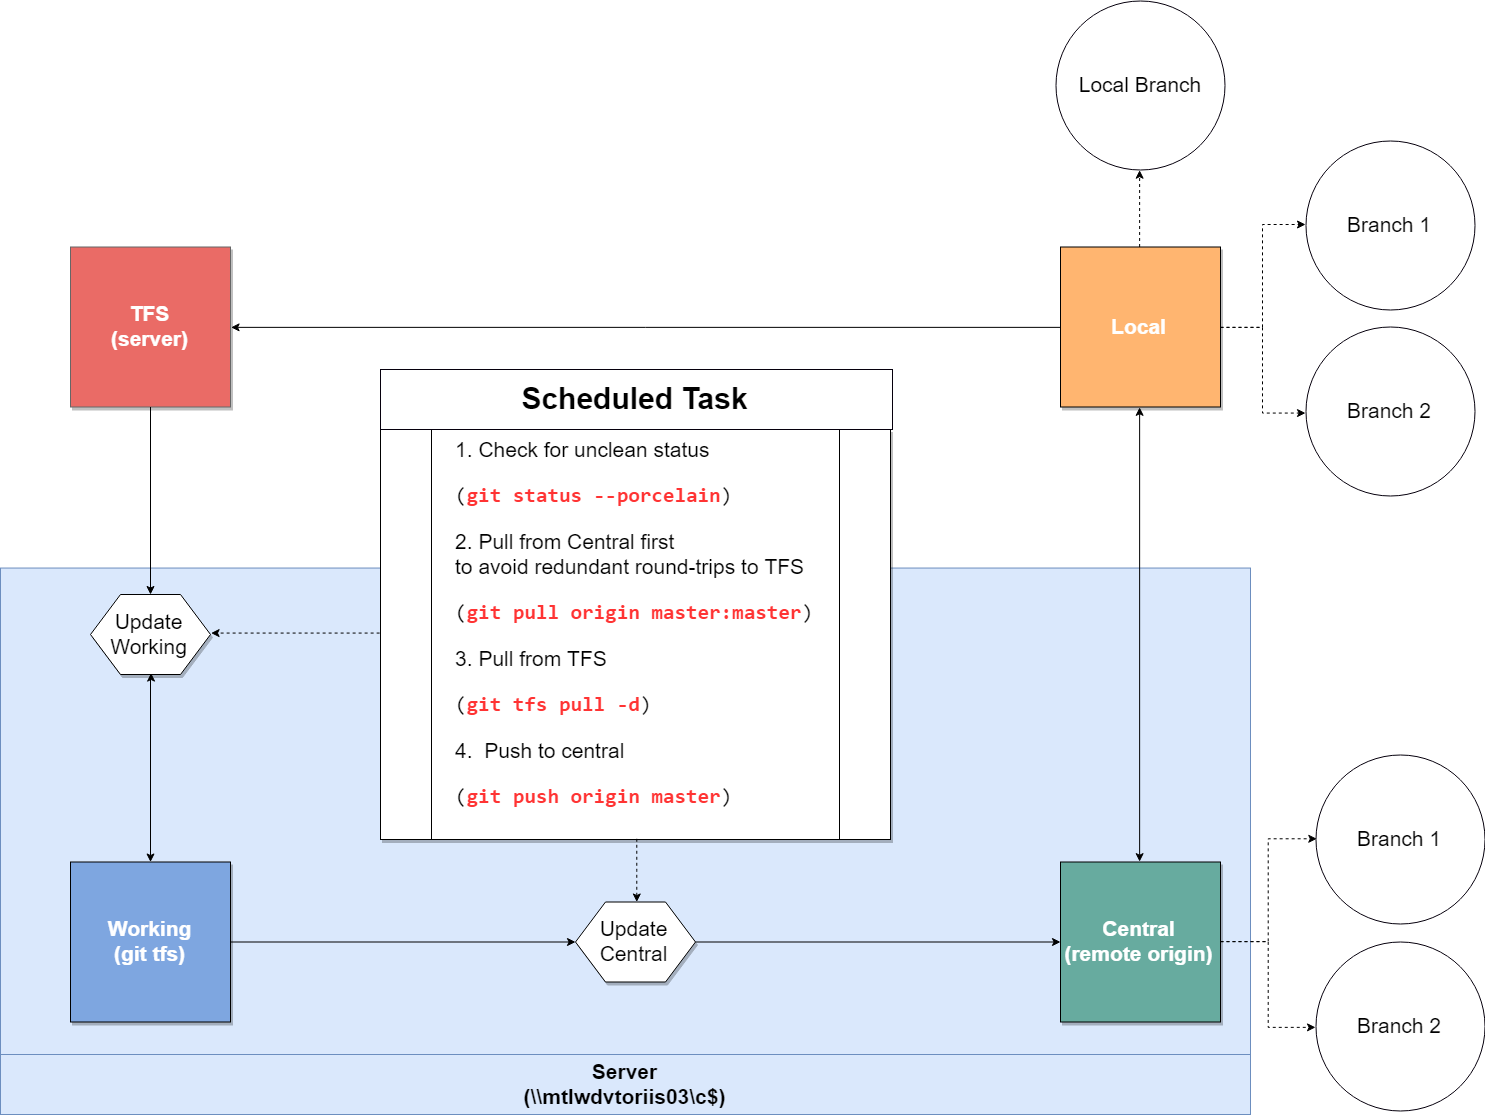 Local Branch
Branch 1
TFS
(server)
Local
Branch 2
Scheduled Task
1. Check for unclean status
(git status --porcelain)
2. Pull from Central first
to avoid redundant round-trips to TFS
(git pull origin master:master)
3. Pull from TFS
(git tfs pull -d)
4.  Push to central
(git push origin master)
Update
Working
Working
(git tfs)
Update
Central
Central
(remote origin)
Branch 1
Branch 2
Server
(\\mtlwdvtoriis03\c$)